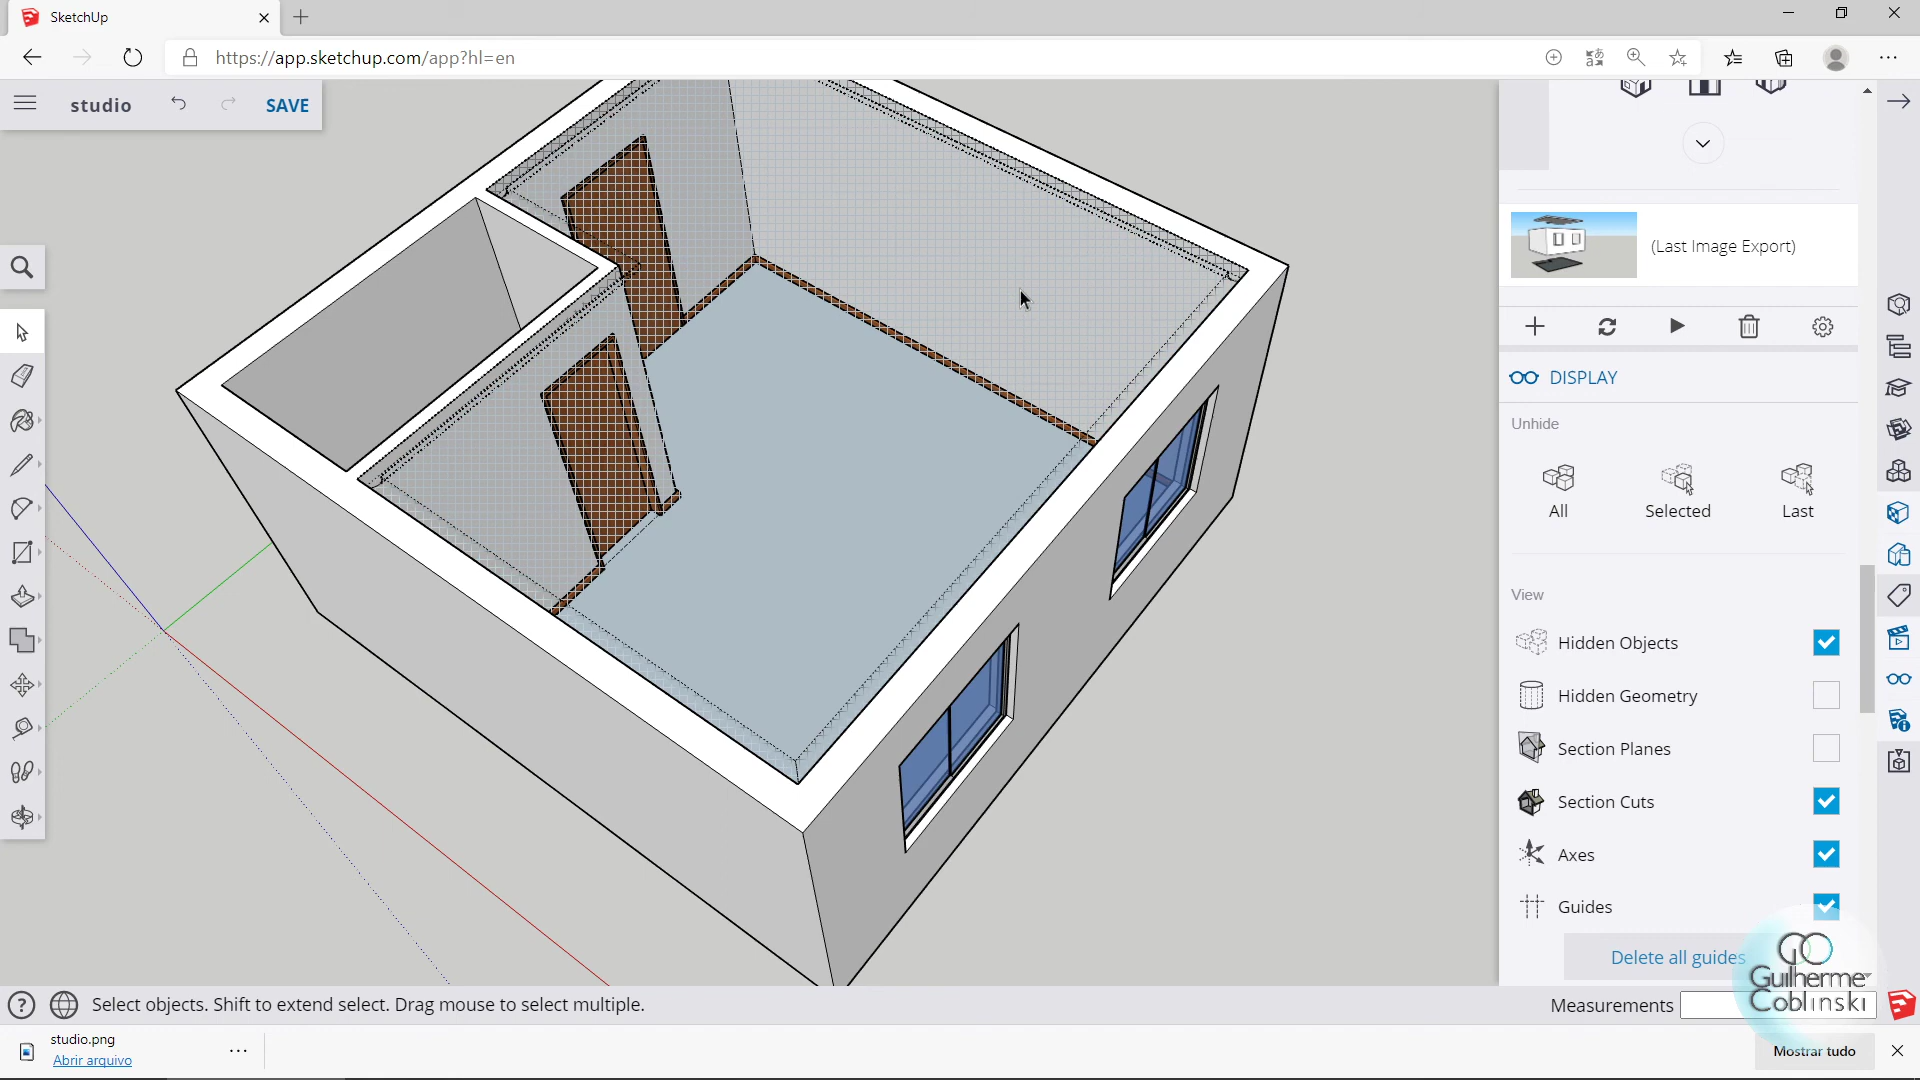 SketchUp
https://app.sketchup.com/app?hl=en
studio
SAVE
(Last Image Export)
DISPLAY
Unhide
All
Selected
Last
View
Hidden Objects
Hidden Geometry
Section Planes
Section Cuts
Axes
Guides
Delete all guides
Guilherme
Coblinski
Select objects. Shift to extend select. Drag mouse to select multiple.
Measurements
studio.png
Abrir arquivo
Mostrar tudo